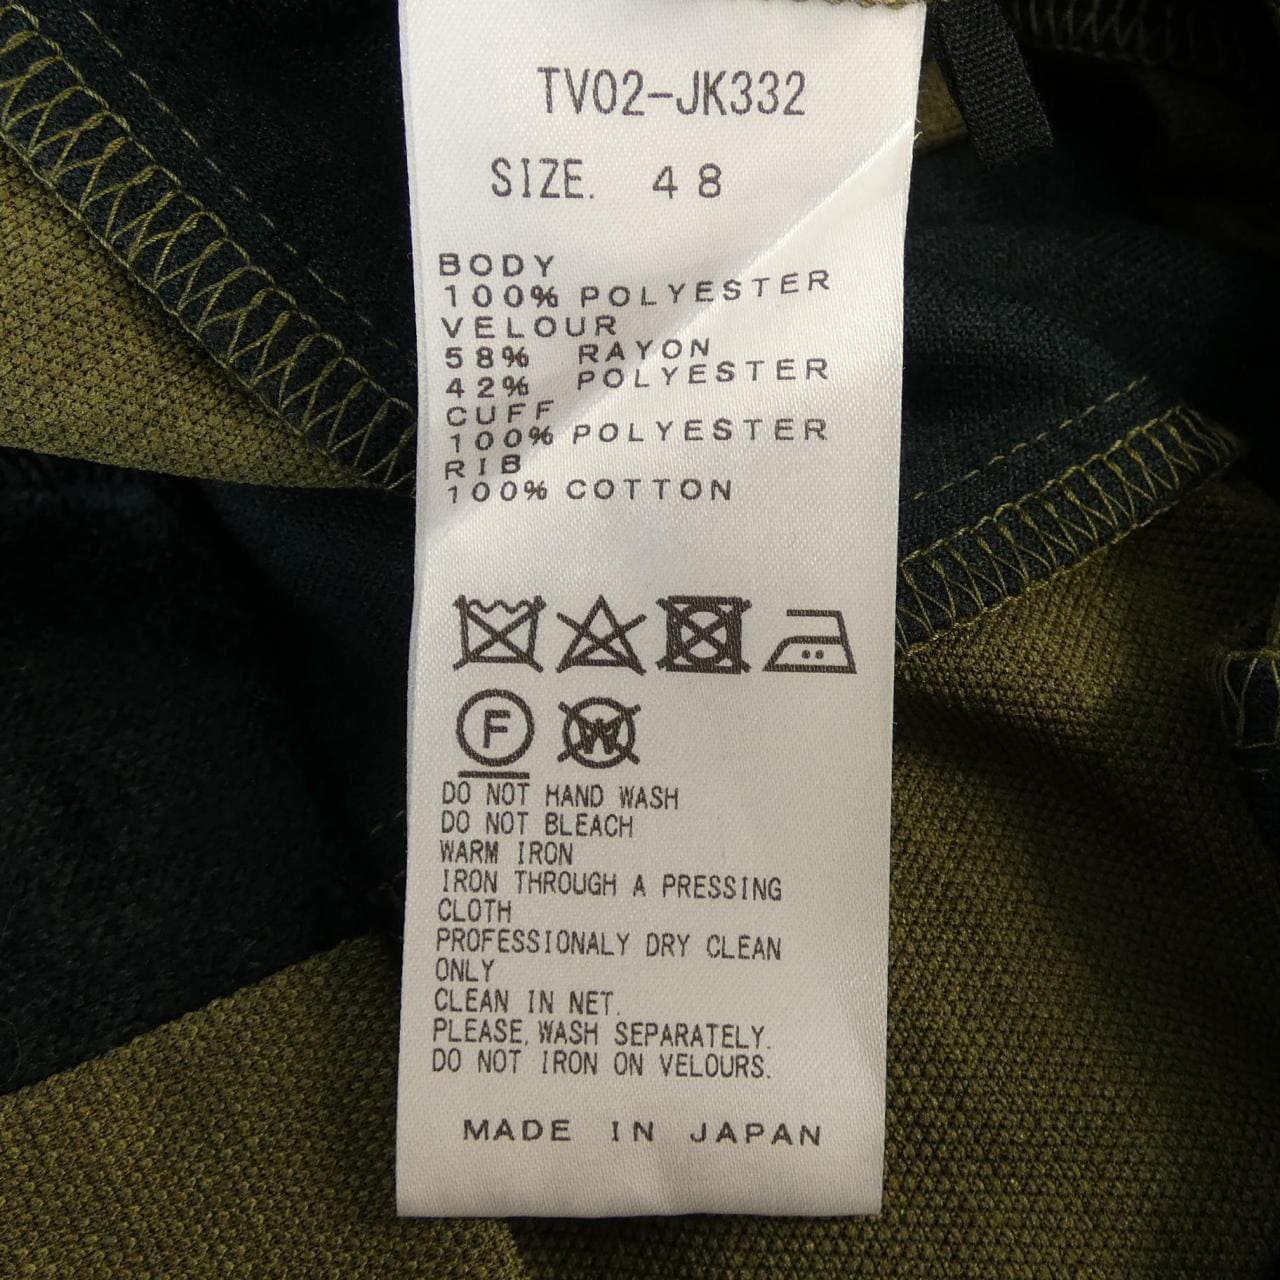 TV02-JK332
SIZE. 48
BODY
100% POLYESTER
VELOUR
58% RAYON
42% POLYESTER
CUFF
100% POLYESTER
RIB
100% COTTON
F W
DO NOT HAND WASH
DO NOT BLEACH
WARM IRON
IRON THROUGH A PRESSING
CLOTH
PROFESSIONALY DRY CLEAN
ONLY
CLEAN IN NET.
PLEASE, WASH SEPARATELY.
DO NOT IRON ON VELOURS.
MADE IN JAPAN